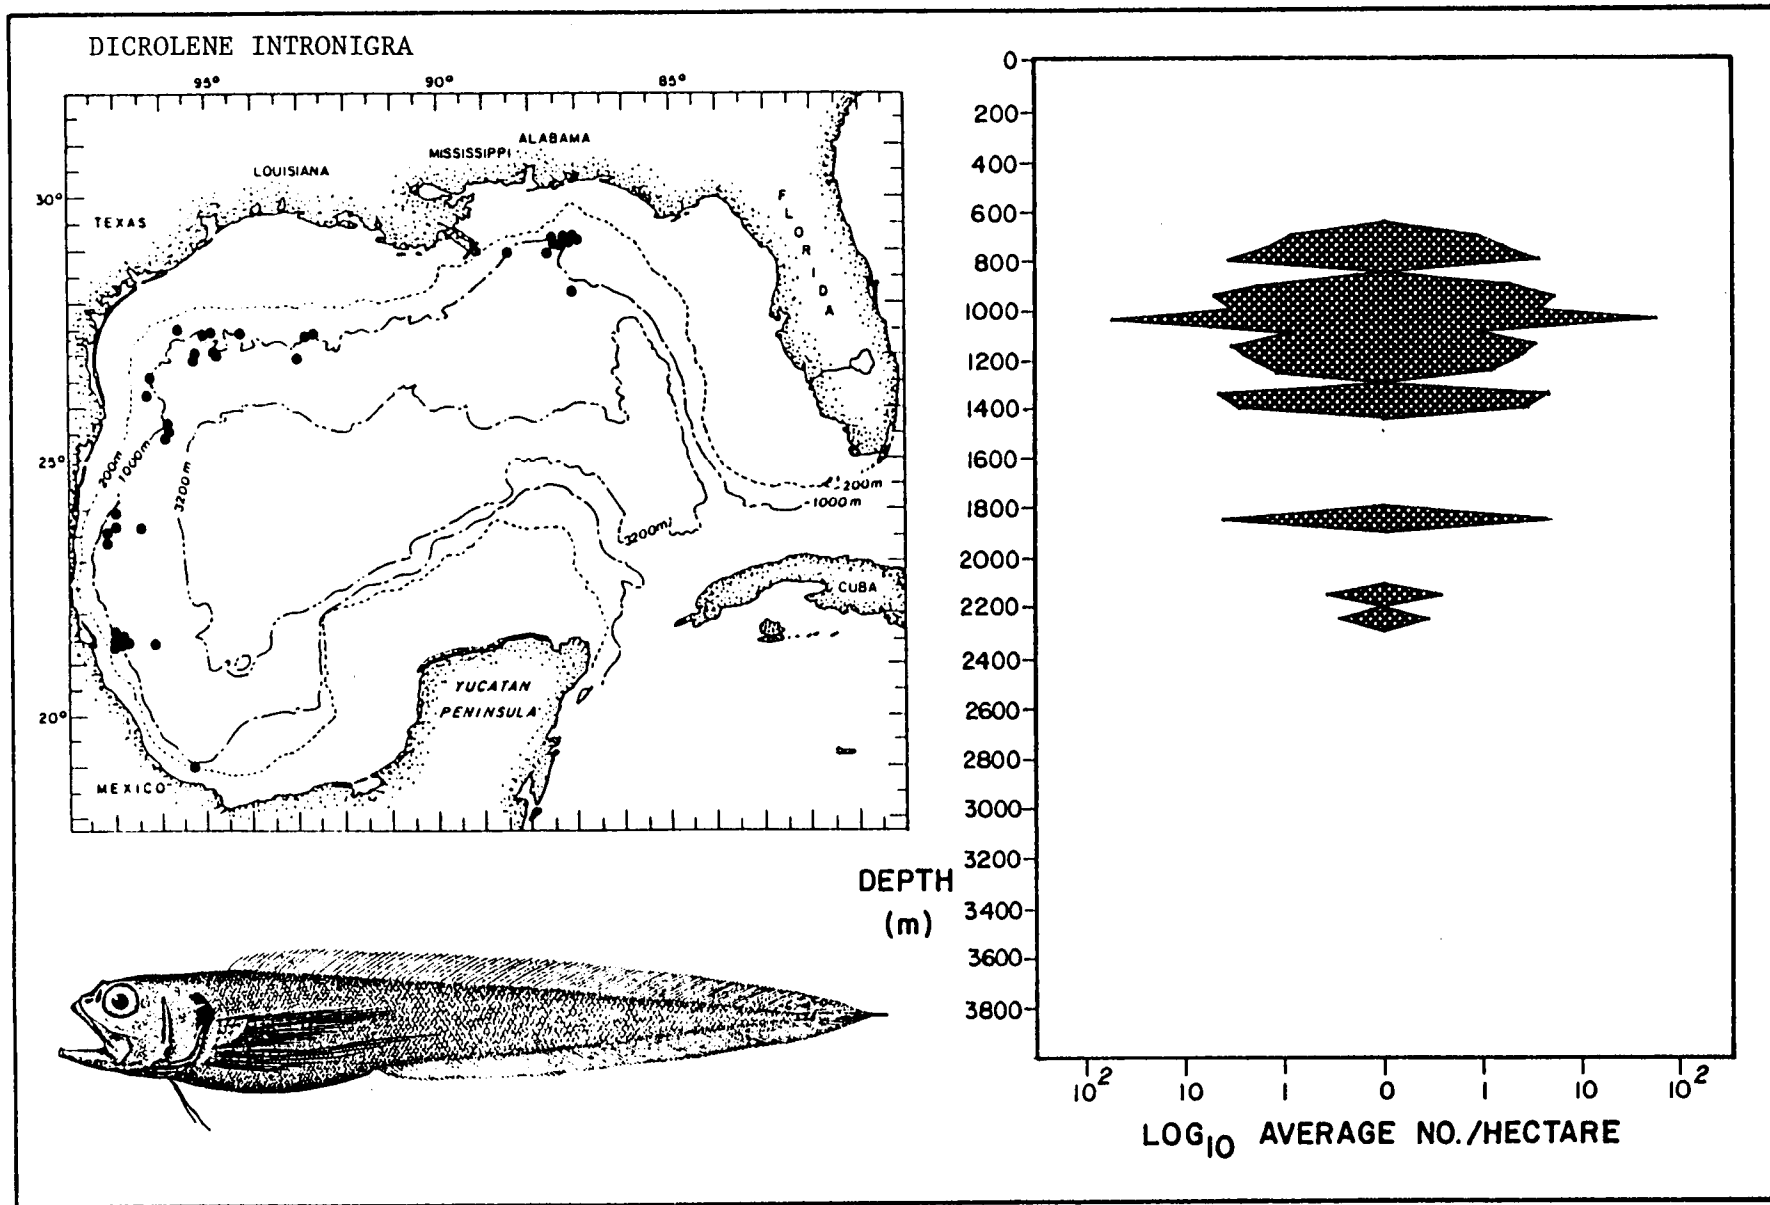 DICROLENE INTRONIGRA
95° 90° 85°
ALABAMA
MISSISSIPPI
LOUISIANA
30°
TEXAS
FLORIDA
25°
200m
1000m
3200m
200m
1000m
3200m
CUBA
YUCATAN
PENINSULA
20°
MEXICO
0
200
400
600
800
1000
1200
1400
1600
1800
2000
2200
2400
2600
2800
3000
3200
3400
3600
3800
DEPTH
(m)
10² 10 1 0 1 10 10²
LOG₁₀ AVERAGE NO./HECTARE